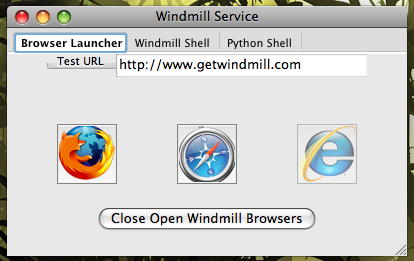 Windmill Service
Browser Launcher Windmill Shell Python Shell
Test URL http://www.getwindmill.com
Close Open Windmill Browsers